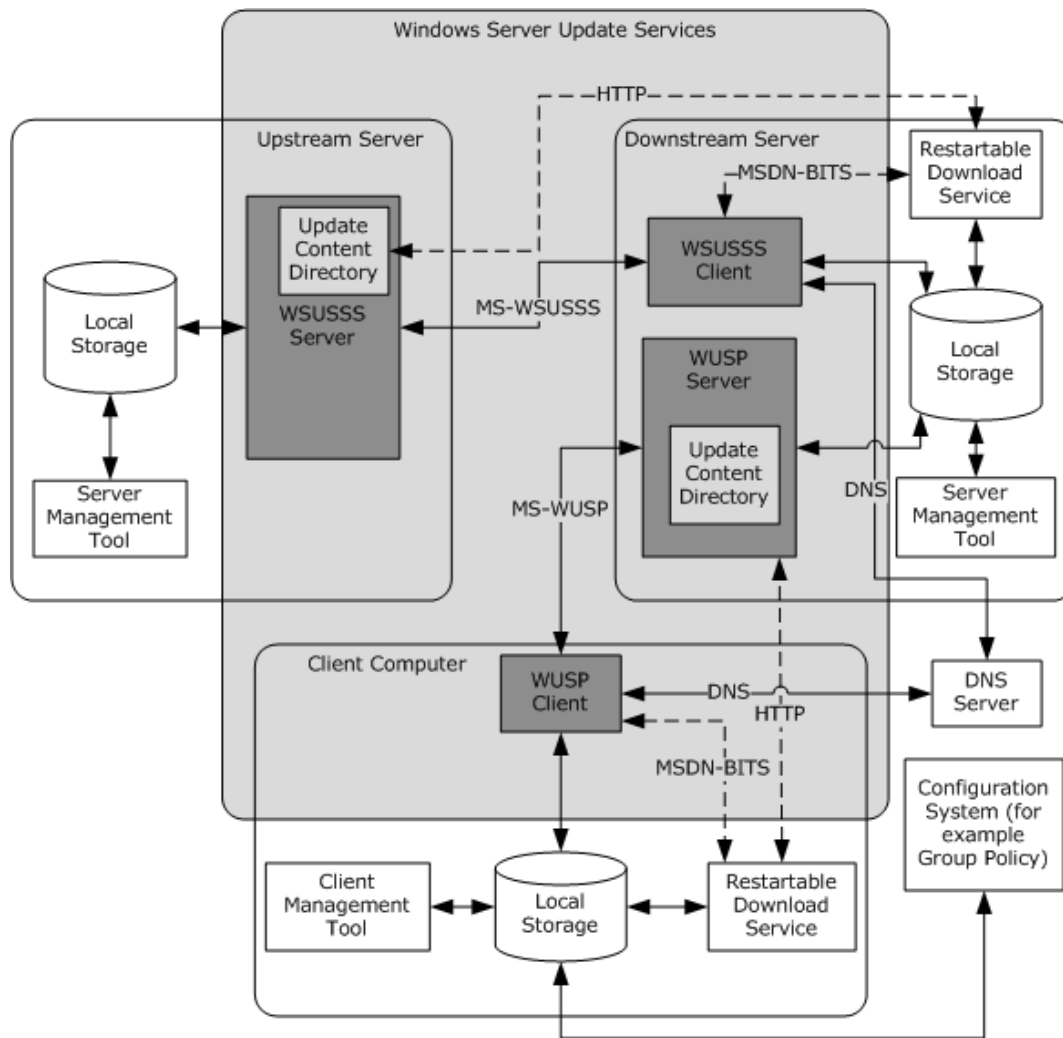 Windows Server Update Services
HTTP
Upstream Server
Downstream Server
Restartable
Download
Service
MSDN-BITS
Update
Content
Directory
WSUSSS
Server
WSUSSS
Client
MS-WSUSSS
Local
Storage
Local
Storage
WUSP
Server
Update
Content
Directory
Server
Management
Tool
MS-WUSP
DNS
Server
Management
Tool
Client Computer
WUSP
Client
DNS
DNS
Server
HTTP
MSDN-BITS
Configuration
System (for
example
Group Policy)
Client
Management
Tool
Local
Storage
Restartable
Download
Service